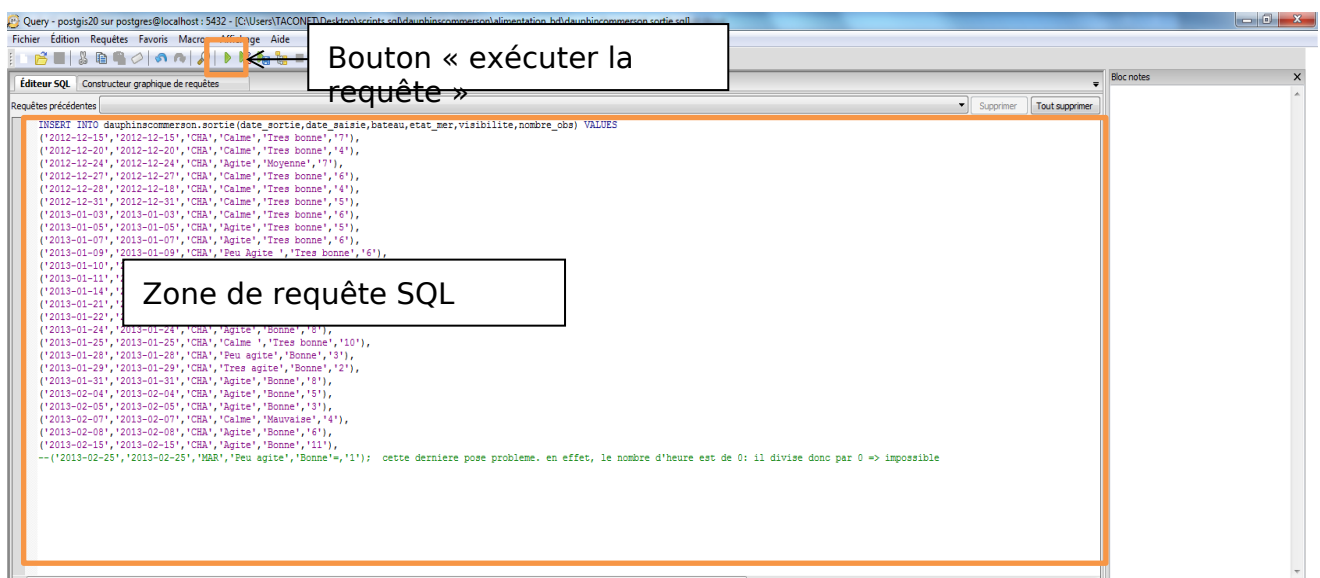 Query - postgis20 sur postgres@localhost : 5432 - [C:\Users\TACONET\Desktop\scripts sql\dauphinscommerson\alimentation_bd\dauphinscommerson.sortie.sql]
Fichier Édition Requêtes Favoris Macros Affichage Aide
Bouton « exécuter la
requête »
Éditeur SQL Constructeur graphique de requêtes
Bloc notes X
Requêtes précédentes
Supprimer Tout supprimer
INSERT INTO dauphinscommerson.sortie(date_sortie,date_saisie,bateau,etat_mer,visibilite,nombre_obs) VALUES
('2012-12-15','2012-12-15','CHA','Calme','Tres bonne','7'),
('2012-12-20','2012-12-20','CHA','Calme','Tres bonne','4'),
('2012-12-24','2012-12-24','CHA','Agite','Moyenne','7'),
('2012-12-27','2012-12-27','CHA','Calme','Tres bonne','6'),
('2012-12-28','2012-12-18','CHA','Calme','Tres bonne','4'),
('2012-12-31','2012-12-31','CHA','Calme','Tres bonne','5'),
('2013-01-03','2013-01-03','CHA','Calme','Tres bonne','6'),
('2013-01-05','2013-01-05','CHA','Agite','Tres bonne','5'),
('2013-01-07','2013-01-07','CHA','Agite','Tres bonne','6'),
('2013-01-09','2013-01-09','CHA','Peu Agite ','Tres bonne','6'),
('2013-01-10','
('2013-01-11','
('2013-01-14','
('2013-01-21','
('2013-01-22','
Zone de requête SQL
('2013-01-24','2013-01-24','CHA','Agite','Bonne','8'),
('2013-01-25','2013-01-25','CHA','Calme ','Tres bonne','10'),
('2013-01-28','2013-01-28','CHA','Peu agite','Bonne','3'),
('2013-01-29','2013-01-29','CHA','Tres agite','Bonne','2'),
('2013-01-31','2013-01-31','CHA','Agite','Bonne','8'),
('2013-02-04','2013-02-04','CHA','Agite','Bonne','5'),
('2013-02-05','2013-02-05','CHA','Agite','Bonne','3'),
('2013-02-07','2013-02-07','CHA','Calme','Mauvaise','4'),
('2013-02-08','2013-02-08','CHA','Agite','Bonne','6'),
('2013-02-15','2013-02-15','CHA','Agite','Bonne','11'),
--('2013-02-25','2013-02-25','MAR','Peu agite','Bonne'=,'1'); cette derniere pose probleme. en effet, le nombre d'heure est de 0: il divise donc par 0 => impossible